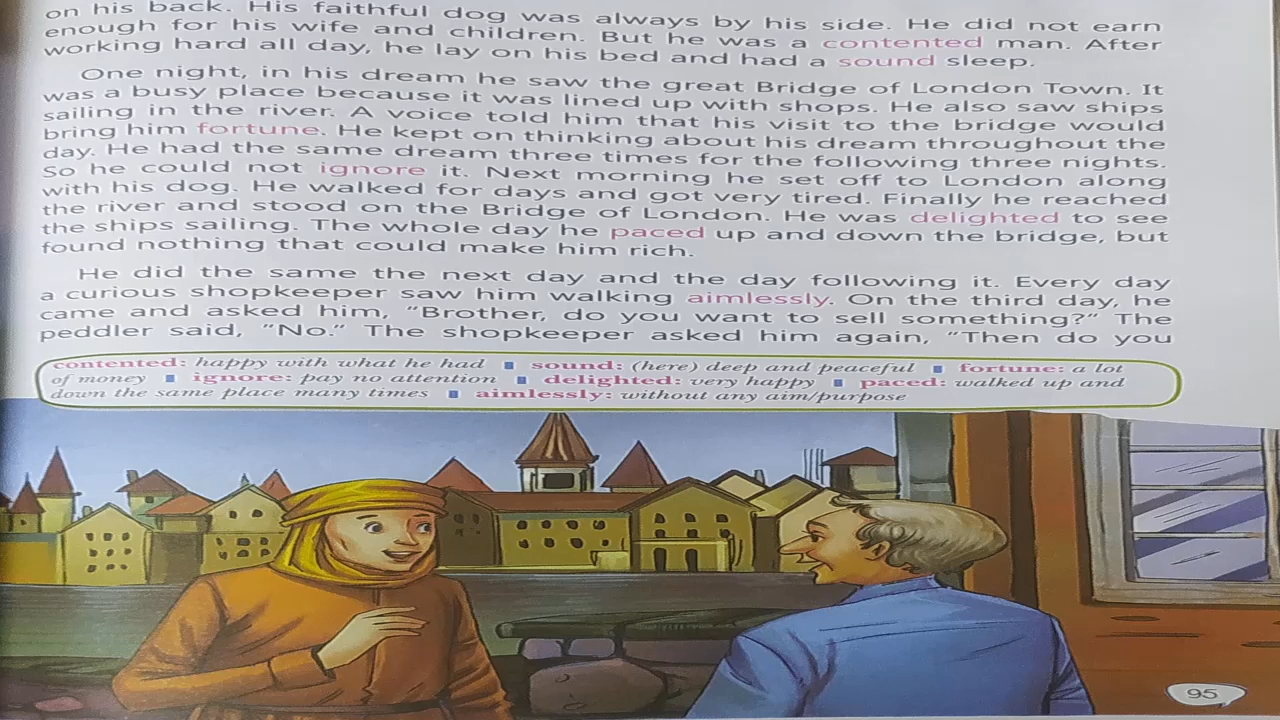 on his back. His faithful dog was always by his side. He did not earn
enough for his wife and children. But he was a contented man. After
working hard all day, he lay on his bed and had a sound sleep.
One night, in his dream he saw the great Bridge of London Town. It
was a busy place because it was lined up with shops. He also saw ships
sailing in the river. A voice told him that his visit to the bridge would
bring him fortune. He kept on thinking about his dream throughout the
day. He had the same dream three times for the following three nights.
So he could not ignore it. Next morning he set off to London along
with his dog. He walked for days and got very tired. Finally he reached
the river and stood on the Bridge of London. He was delighted to see
the ships sailing. The whole day he paced up and down the bridge, but
found nothing that could make him rich.
He did the same the next day and the day following it. Every day
a curious shopkeeper saw him walking aimlessly. On the third day, he
came and asked him, "Brother, do you want to sell something?" The
peddler said, "No." The shopkeeper asked him again, "Then do you
contented: happy with what he had ▮ sound: (here) deep and peaceful ▮ fortune: a lot
of money ▮ ignore: pay no attention ▮ delighted: very happy ▮ paced: walked up and
down the same place many times ▮ aimlessly: without any aim/purpose
95